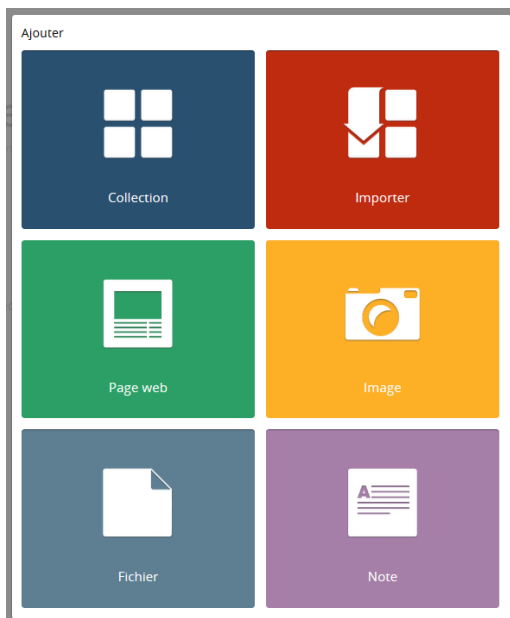 Ajouter
Collection
Importer
Page web
Image
Fichier
A
Note